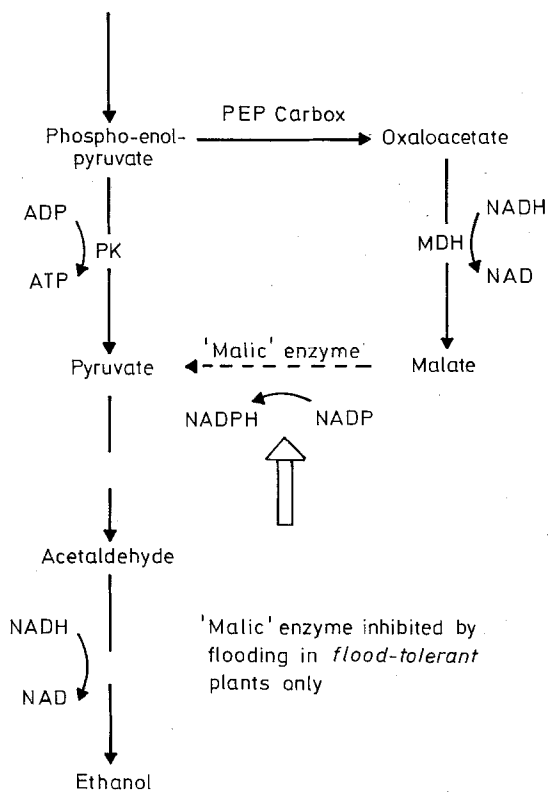 PEP Carbox
Phospho-enol-
pyruvate
Oxaloacetate
ADP
PK
ATP
NADH
MDH
NAD
Pyruvate
'Malic' enzyme
Malate
NADPH
NADP
Acetaldehyde
NADH
NAD
'Malic' enzyme inhibited by
flooding in flood-tolerant
plants only
Ethanol